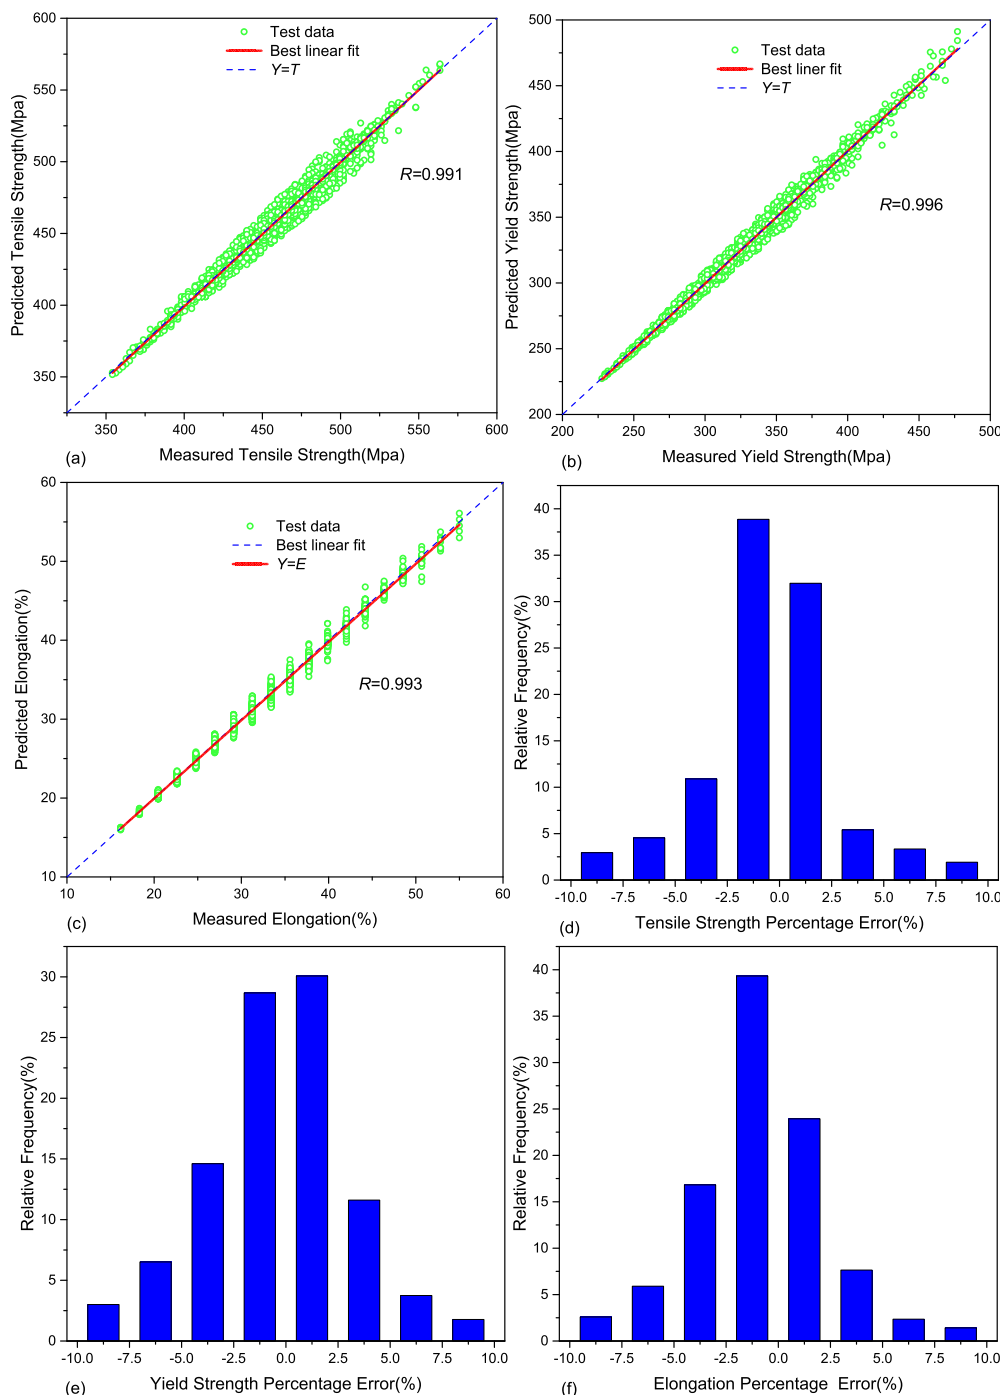 600
550
500
450
400
350
Predicted Tensile Strength(Mpa)
Test data
Best linear fit
Y=T
R=0.991
350 400 450 500 550 600
(a) Measured Tensile Strength(Mpa)
500
450
400
350
300
250
200
Predicted Yield Strength(Mpa)
Test data
Best liner fit
Y=T
R=0.996
200 250 300 350 400 450 500
(b) Measured Yield Strength(Mpa)
60
50
40
30
20
10
Predicted Elongation(%)
Test data
Best linear fit
Y=E
R=0.993
10 20 30 40 50 60
(c) Measured Elongation(%)
40
35
30
25
20
15
10
5
0
Relative Frequency(%)
-10.0 -7.5 -5.0 -2.5 0.0 2.5 5.0 7.5 10.0
(d) Tensile Strength Percentage Error(%)
30
25
20
15
10
5
0
Relative Frequency(%)
-10.0 -7.5 -5.0 -2.5 0.0 2.5 5.0 7.5 10.0
(e) Yield Strength Percentage Error(%)
40
35
30
25
20
15
10
5
0
Relative Frequency(%)
-10.0 -7.5 -5.0 -2.5 0.0 2.5 5.0 7.5 10.0
(f) Elongation Percentage Error(%)